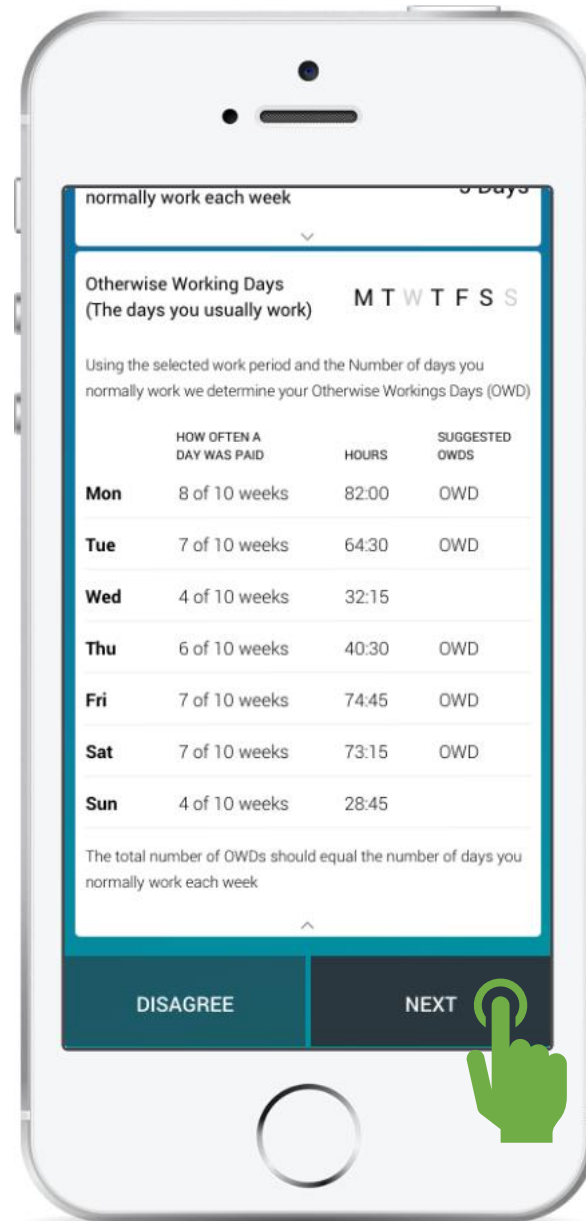 normally work each week
Days
Otherwise Working Days
(The days you usually work)
M T W T F S S
Using the selected work period and the Number of days you
normally work we determine your Otherwise Workings Days (OWD)
HOW OFTEN A
DAY WAS PAID
HOURS
SUGGESTED
OWDS
Mon 8 of 10 weeks 82:00 OWD
Tue 7 of 10 weeks 64:30 OWD
Wed 4 of 10 weeks 32:15
Thu 6 of 10 weeks 40:30 OWD
Fri 7 of 10 weeks 74:45 OWD
Sat 7 of 10 weeks 73:15 OWD
Sun 4 of 10 weeks 28:45
The total number of OWDs should equal the number of days you
normally work each week
DISAGREE NEXT